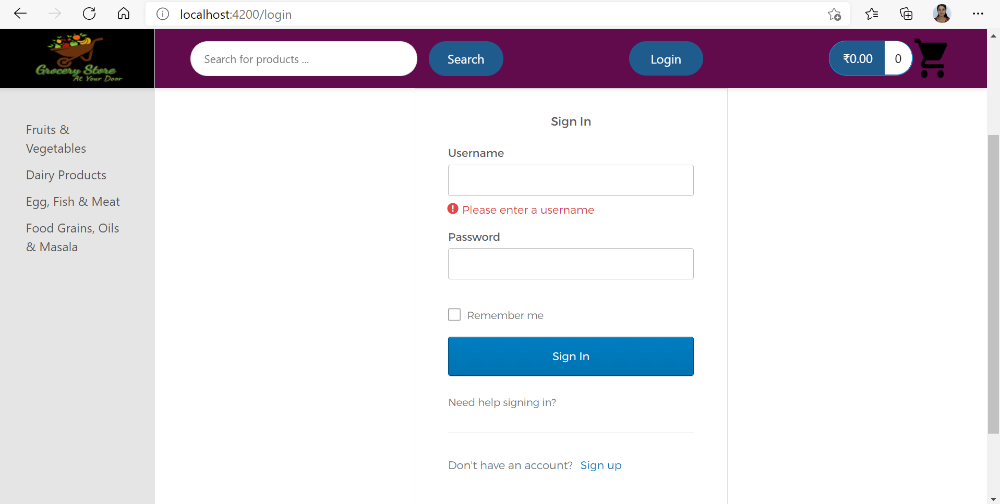 localhost:4200/login
Grocery Store
At Your Door
Search for products ...
Search
Login
₹0.00
0
Fruits &
Vegetables
Dairy Products
Egg, Fish & Meat
Food Grains, Oils
& Masala
Sign In
Username
Please enter a username
Password
Remember me
Sign In
Need help signing in?
Don't have an account? Sign up